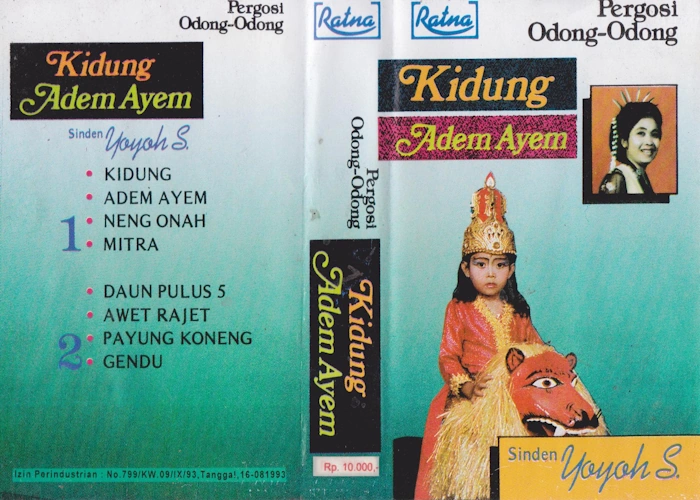 Pergosi
Odong-Odong
Kidung
Adem Ayem
Sinden Yoyoh S.
1
• KIDUNG
• ADEM AYEM
• NENG ONAH
• MITRA
2
• DAUN PULUS 5
• AWET RAJET
• PAYUNG KONENG
• GENDU
Izin Perindustrian : No.799/KW.09/IX/93,Tanggal,16-081993
Ratna
Pergosi
Odong-Odong
Kidung
Adem Ayem
Rp. 10.000,-
Ratna
Pergosi
Odong-Odong
Kidung
Adem Ayem
Sinden Yoyoh S.